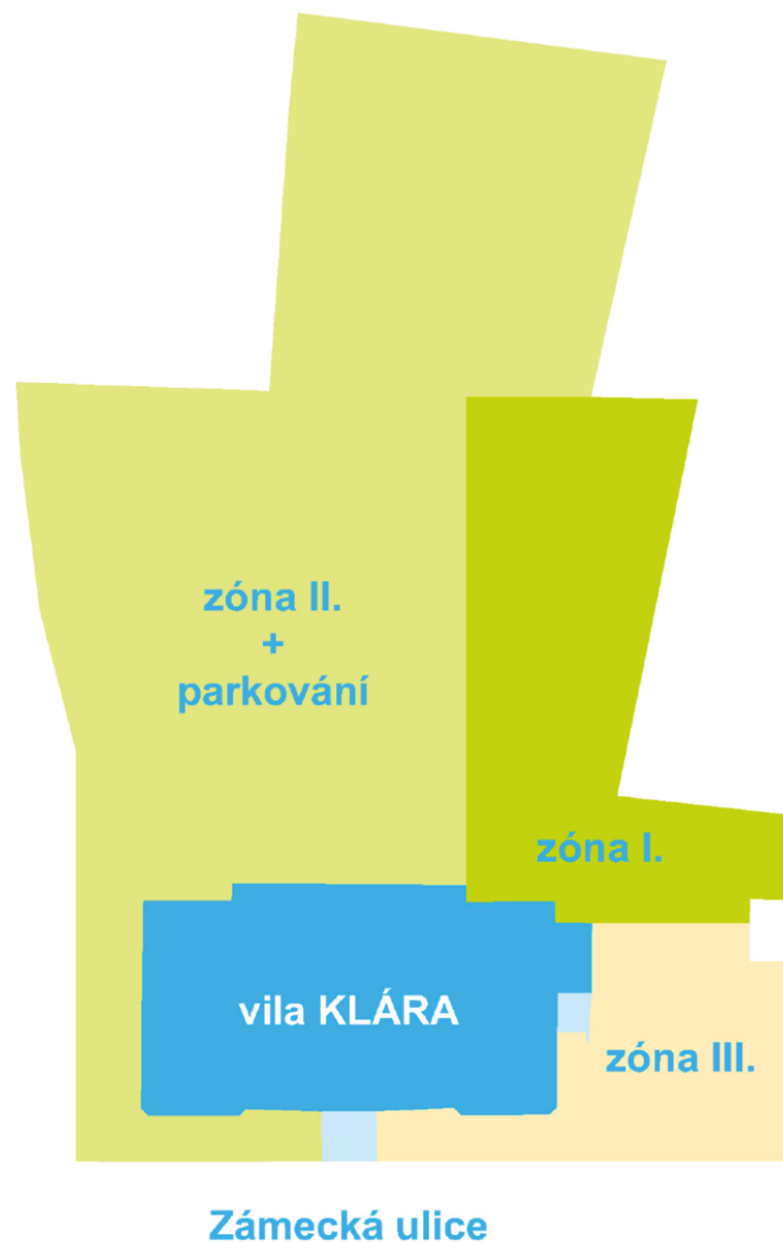 zóna II.
+
parkování
zóna I.
vila KLÁRA
zóna III.
Zámecká ulice